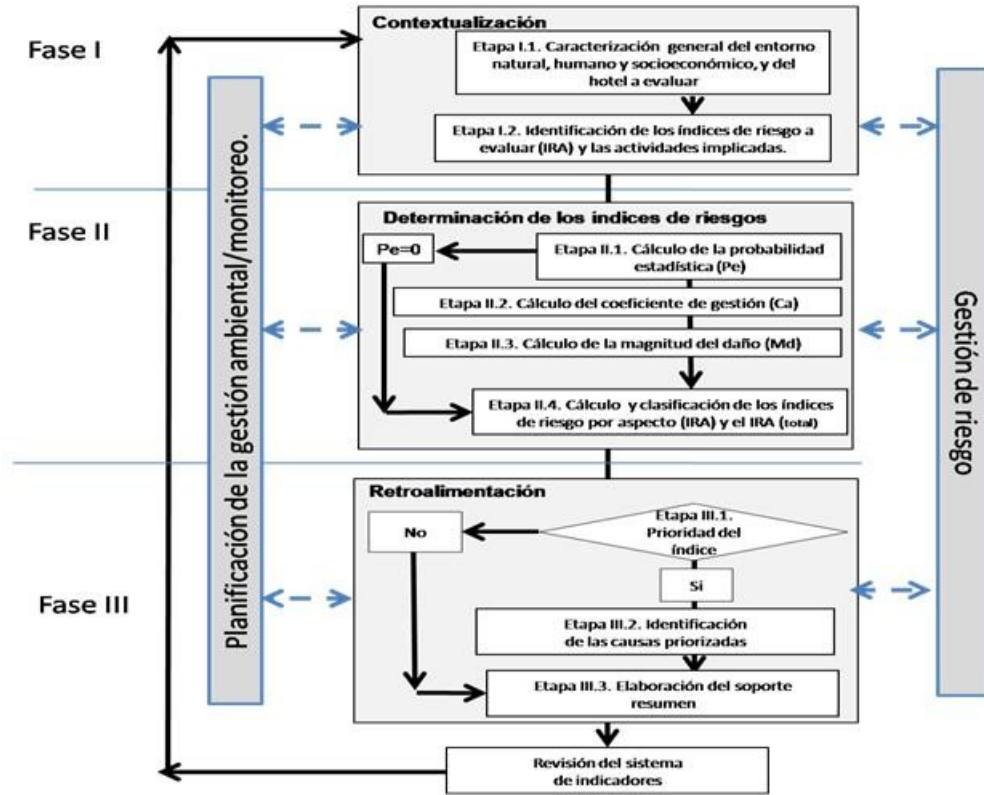 Fase I
Contextualización
Etapa I.1. Caracterización general del entorno
natural, humano y socioeconómico, y del
hotel a evaluar
Etapa I.2. Identificación de los índices de riesgo a
evaluar (IRA) y las actividades implicadas.
Fase II
Determinación de los indices de riesgos
Pe=0
Etapa II.1. Cálculo de la probabilidad
estadística (Pe)
Etapa II.2. Cálculo del coeficiente de gestión (Ca)
Etapa II.3. Cálculo de la magnitud del daño (Md)
Etapa II.4. Cálculo y clasificación de los índices
de riesgo por aspecto (IRA) y el IRA (total)
Fase III
Retroalimentación
Etapa III.1.
Prioridad del
índice
No
Si
Etapa III.2. Identificación
de las causas priorizadas
Etapa III.3. Elaboración del soporte
resumen
Revisión del sistema
de indicadores
Planificación de la gestión ambiental/monitoreo.
Gestión de riesgo